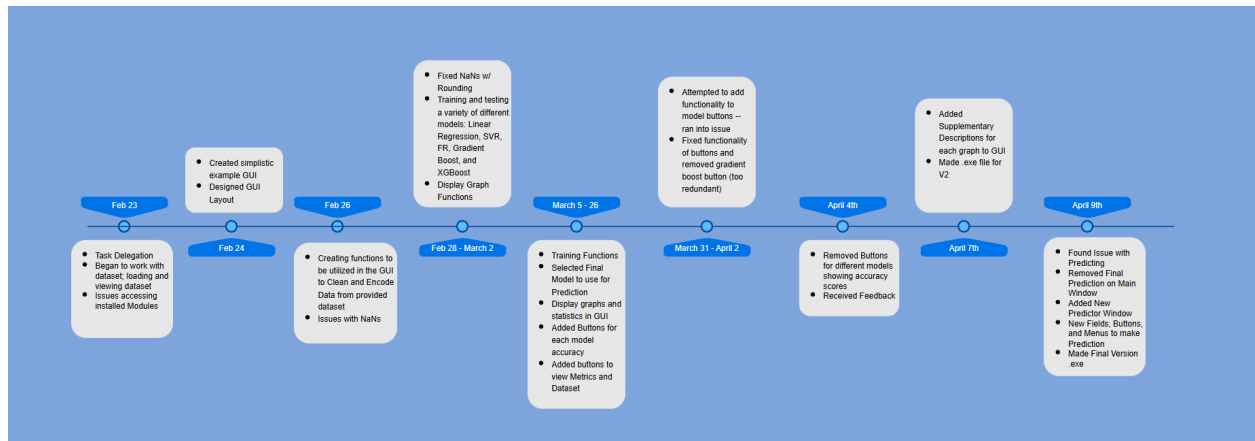 Feb 23
Task Delegation
Began to work with
dataset; loading and
viewing dataset
Issues accessing
installed Modules
Created simplistic
example GUI
Designed GUI
Layout
Feb 24
Feb 26
Creating functions to
be utilized in the GUI
to Clean and Encode
Data from provided
dataset
Issues with NaNs
Fixed NaNs w/
Rounding
Training and testing
a variety of different
models: Linear
Regression, SVR,
FR, Gradient
Boost, and
XGBoost
Display Graph
Functions
Feb 28 - March 2
March 5 - 26
Training Functions
Selected Final
Model to use for
Prediction
Display graphs and
statistics in GUI
Added Buttons for
each model
accuracy
Added buttons to
view Metrics and
Dataset
Attempted to add
functionality to
model buttons --
ran into issue
Fixed functionality
of buttons and
removed gradient
boost button (too
redundant)
March 31 - April 2
April 4th
Removed Buttons
for different models
showing accuracy
scores
Received Feedback
Added
Supplementary
Descriptions for
each graph to GUI
Made .exe file for
V2
April 7th
April 9th
Found Issue with
Predicting
Removed Final
Prediction on Main
Window
Added New
Predictor Window
New Fields, Buttons,
and Menus to make
Prediction
Made Final Version
.exe